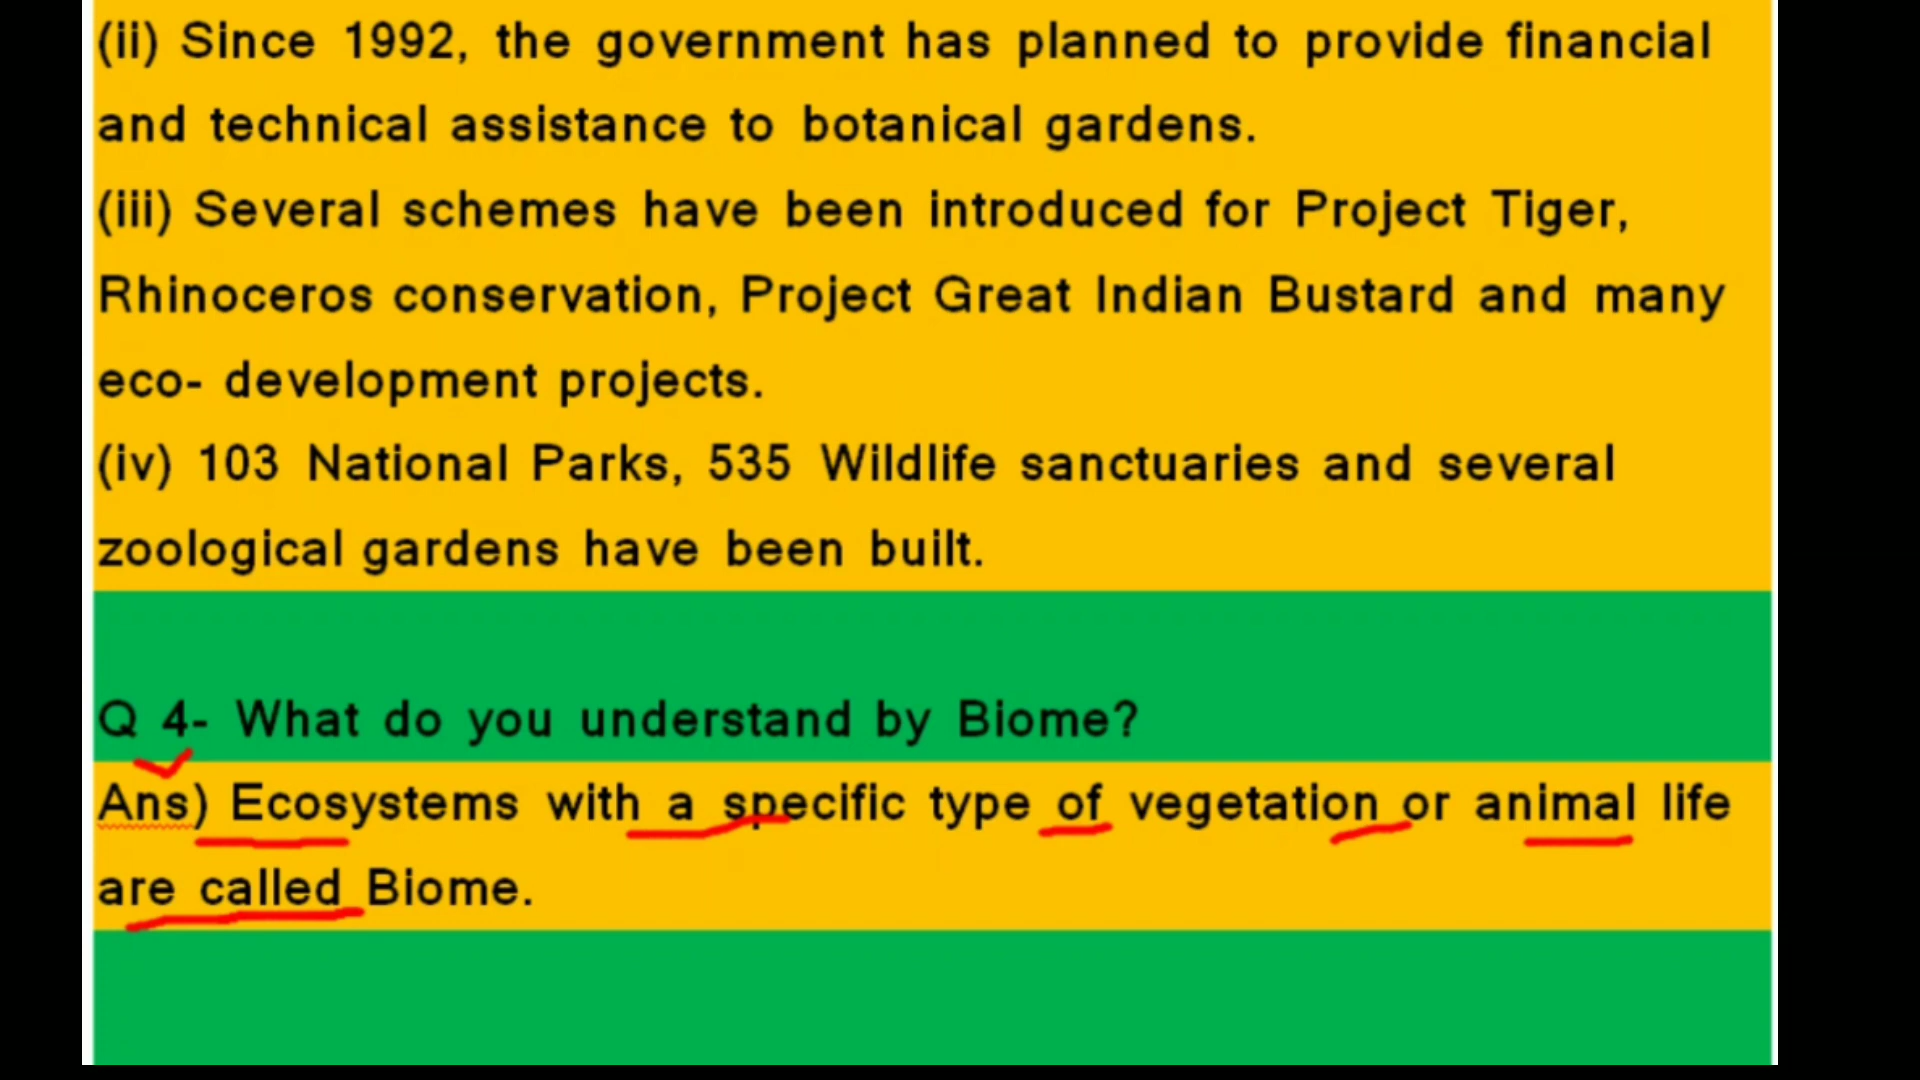 (ii) Since 1992, the government has planned to provide financial
and technical assistance to botanical gardens.
(iii) Several schemes have been introduced for Project Tiger,
Rhinoceros conservation, Project Great Indian Bustard and many
eco- development projects.
(iv) 103 National Parks, 535 Wildlife sanctuaries and several
zoological gardens have been built.
Q 4- What do you understand by Biome?
Ans) Ecosystems with a specific type of vegetation or animal life
are called Biome.